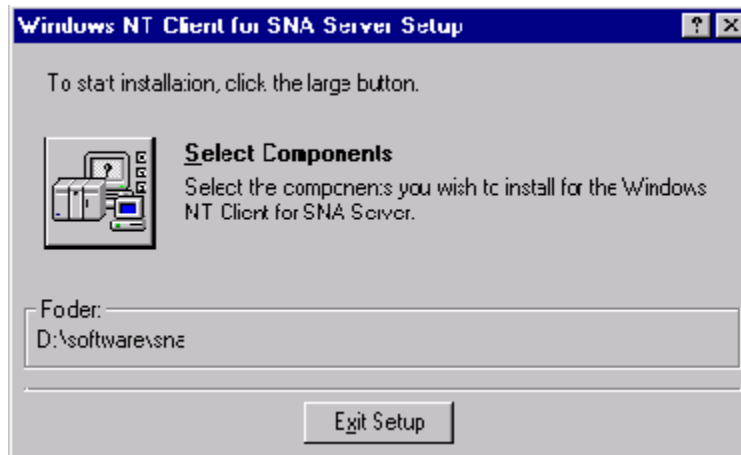 Windows NT Client for SNA Server Setup
To start installation, click the large button.
Select Components
Select the components you wish to install for the Windows
NT Client for SNA Server.
Folder:
D:\software\sna
Exit Setup